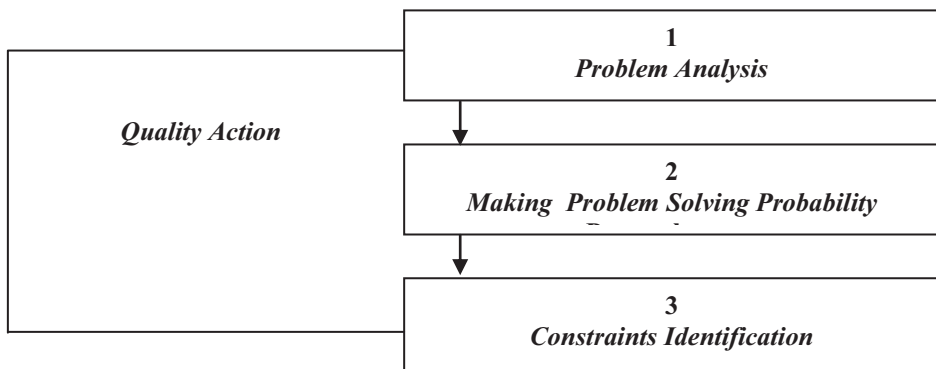 1
Problem Analysis
Quality Action
2
Making Problem Solving Probability
3
Constraints Identification